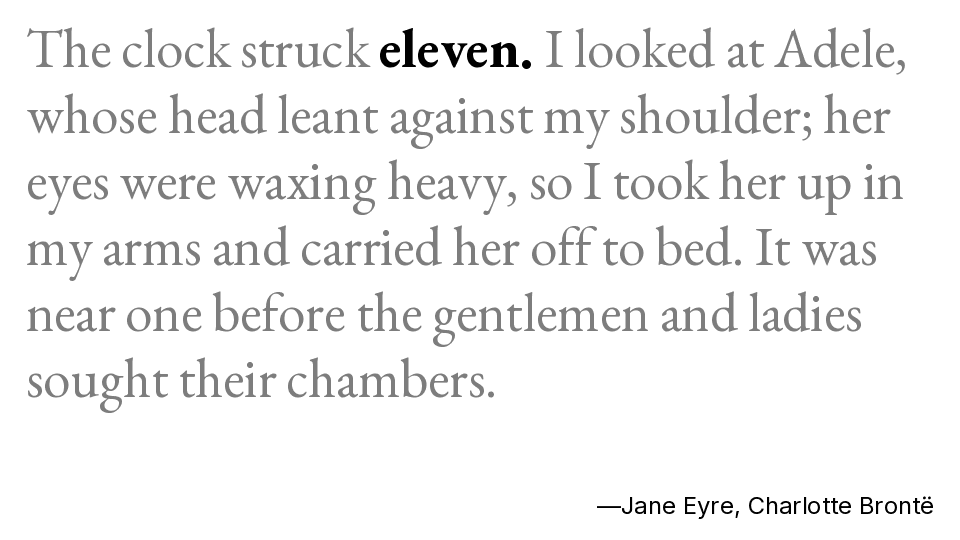 The clock struck eleven. I looked at Adele,
whose head leant against my shoulder; her
eyes were waxing heavy, so I took her up in
my arms and carried her off to bed. It was
near one before the gentlemen and ladies
sought their chambers.
—Jane Eyre, Charlotte Brontë